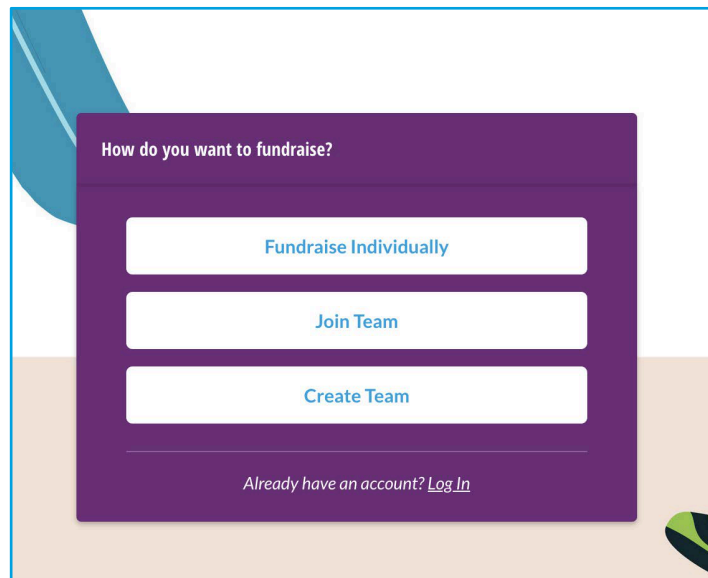 How do you want to fundraise?
Fundraise Individually
Join Team
Create Team
Already have an account? Log In